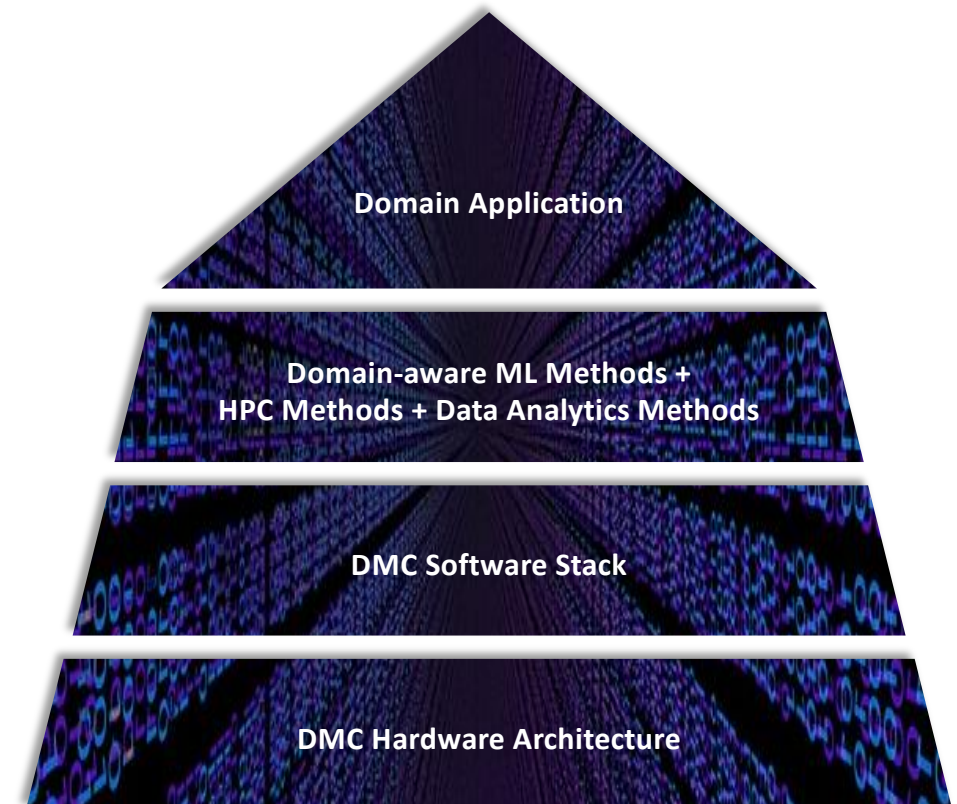 Domain Application
Domain-aware ML Methods +
HPC Methods + Data Analytics Methods
DMC Software Stack
DMC Hardware Architecture